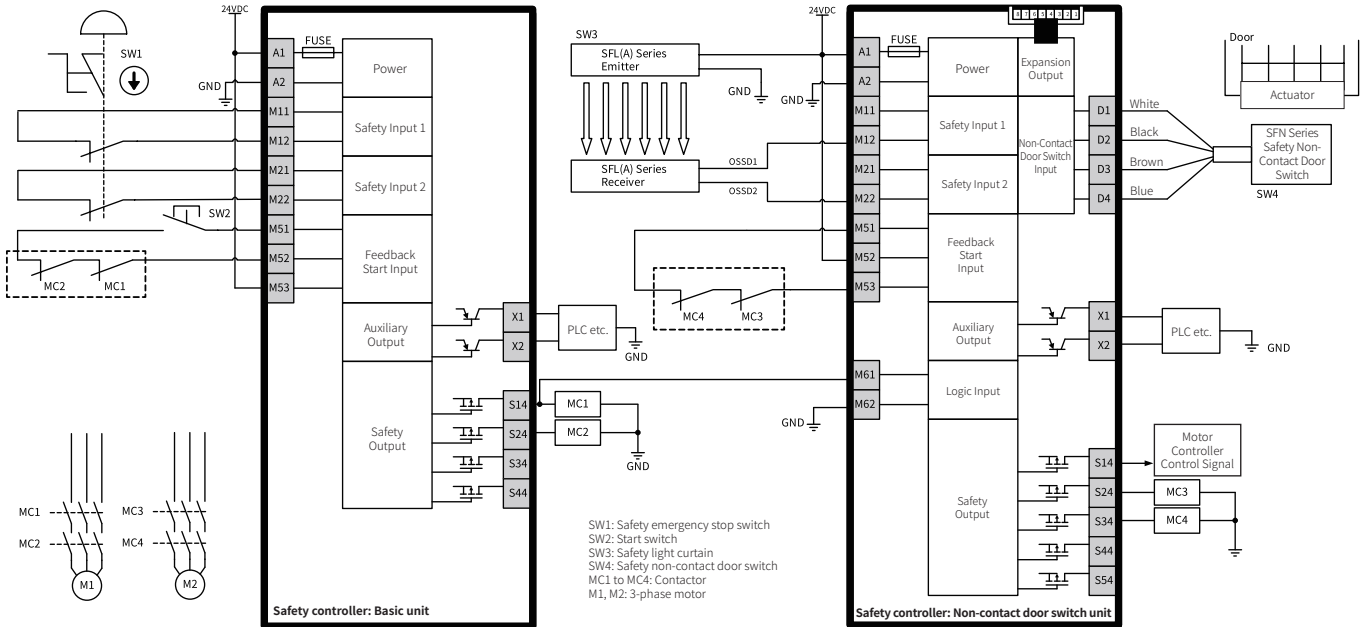 24VDC
SW1
GND
A1
A2
M11
M12
M21
M22
M51
M52
M53
FUSE
Power
Safety Input 1
Safety Input 2
Feedback
Start Input
Auxiliary
Output
Safety
Output
SW2
MC2
MC1
X1
X2
PLC etc.
GND
S14
S24
S34
S44
MC1
MC2
GND
MC1
MC2
M1
MC3
MC4
M2
Safety controller: Basic unit
SW3
SFL(A) Series
Emitter
GND
SFL(A) Series
Receiver
OSSD1
OSSD2
MC4
MC3
GND
SW1: Safety emergency stop switch
SW2: Start switch
SW3: Safety light curtain
SW4: Safety non-contact door switch
MC1 to MC4: Contactor
M1, M2: 3-phase motor
24VDC
GND
A1
A2
M11
M12
M21
M22
M51
M52
M53
M61
M62
FUSE
8 7 6 5 4 3 2 1
Power
Expansion
Output
Safety Input 1
Non-Contact
Door Switch
Input
Safety Input 2
Feedback
Start
Input
Auxiliary
Output
Logic Input
Safety
Output
D1
D2
D3
D4
White
Black
Brown
Blue
Door
Actuator
SFN Series
Safety Non-
Contact Door
Switch
SW4
X1
X2
PLC etc.
GND
S14
S24
S34
S44
S54
Motor
Controller
Control Signal
MC3
MC4
Safety controller: Non-contact door switch unit